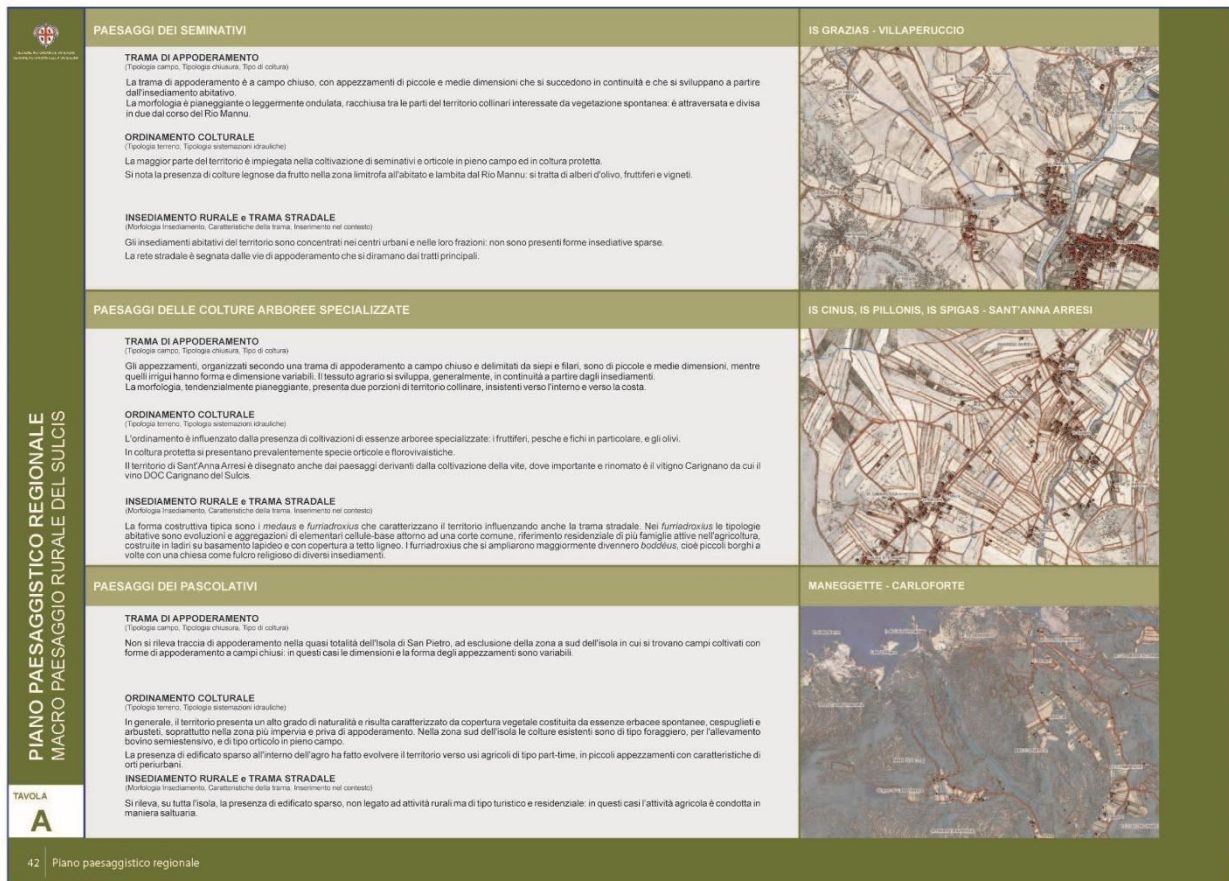 PIANO PAESAGGISTICO REGIONALE
MACRO PAESAGGIO RURALE DEL SULCIS
TAVOLA
A
PAESAGGI DEI SEMINATIVI
IS GRAZIAS - VILLAPERUCCIO
TRAMA DI APPODERAMENTO
(Tipologia campo, Tipologia chiusura, Tipo di coltura)
La trama di appoderamento è a campo chiuso, con appezzamenti di piccole e medie dimensioni che si succedono in continuità e che si sviluppano a partire
dall'insediamento abitativo.
La morfologia è pianeggiante o leggermente ondulata, racchiusa tra le parti del territorio collinari interessate da vegetazione spontanea: è attraversata e divisa
in due dal corso del Rio Mannu.
ORDINAMENTO COLTURALE
(Tipologia terreno, Tipologia sistemazioni idrauliche)
La maggior parte del territorio è impiegata nella coltivazione di seminativi e orticole in pieno campo ed in coltura protetta.
Si nota la presenza di colture legnose da frutto nella zona limitrofa all'abitato e lambita dal Rio Mannu: si tratta di alberi d'olivo, fruttiferi e vigneti.
INSEDIAMENTO RURALE e TRAMA STRADALE
(Morfologia Insediamento, Caratteristiche della trama, Inserimento nel contesto)
Gli insediamenti abitativi del territorio sono concentrati nei centri urbani e nelle loro frazioni: non sono presenti forme insediative sparse.
La rete stradale è segnata dalle vie di appoderamento che si diramano dai tratti principali.
PAESAGGI DELLE COLTURE ARBOREE SPECIALIZZATE
IS CINUS, IS PILLONIS, IS SPIGAS - SANT'ANNA ARRESI
TRAMA DI APPODERAMENTO
(Tipologia campo, Tipologia chiusura, Tipo di coltura)
Gli appezzamenti, organizzati secondo una trama di appoderamento a campo chiuso e delimitati da siepi e filari, sono di piccole e medie dimensioni, mentre
quelli irrigui hanno forma e dimensione variabili. Il tessuto agrario si sviluppa, generalmente, in continuità a partire dagli insediamenti.
La morfologia, tendenzialmente pianeggiante, presenta due porzioni di territorio collinare, insistenti verso l'interno e verso la costa.
ORDINAMENTO COLTURALE
(Tipologia terreno, Tipologia sistemazioni idrauliche)
L'ordinamento è influenzato dalla presenza di coltivazioni di essenze arboree specializzate: i fruttiferi, pesche e fichi in particolare, e gli olivi.
In coltura protetta si presentano prevalentemente specie orticole e florovivaistiche.
Il territorio di Sant'Anna Arresi è disegnato anche dai paesaggi derivanti dalla coltivazione della vite, dove importante e rinomato è il vitigno Carignano da cui il
vino DOC Carignano del Sulcis.
INSEDIAMENTO RURALE e TRAMA STRADALE
(Morfologia Insediamento, Caratteristiche della trama, Inserimento nel contesto)
La forma costruttiva tipica sono i medaus e furriadroxius che caratterizzano il territorio influenzando anche la trama stradale. Nei furriadroxius le tipologie
abitative sono evoluzioni e aggregazioni di elementari cellule-base attorno ad una corte comune, riferimento residenziale di più famiglie attive nell'agricoltura,
costruite in ladiri su basamento lapideo e con copertura a tetto ligneo. I furriadroxius che si ampliarono maggiormente divennero boddèus, cioè piccoli borghi a
volte con una chiesa come fulcro religioso di diversi insediamenti.
PAESAGGI DEI PASCOLATIVI
MANEGGETTE - CARLOFORTE
TRAMA DI APPODERAMENTO
(Tipologia campo, Tipologia chiusura, Tipo di coltura)
Non si rileva traccia di appoderamento nella quasi totalità dell'Isola di San Pietro, ad esclusione della zona a sud dell'isola in cui si trovano campi coltivati con
forme di appoderamento a campi chiusi: in questi casi le dimensioni e la forma degli appezzamenti sono variabili.
ORDINAMENTO COLTURALE
(Tipologia terreno, Tipologia sistemazioni idrauliche)
In generale, il territorio presenta un alto grado di naturalità e risulta caratterizzato da copertura vegetale costituita da essenze erbacee spontanee, cespuglieti e
arbusteti, soprattutto nella zona più impervia e priva di appoderamento. Nella zona sud dell'isola le colture esistenti sono di tipo foraggiero, per l'allevamento
bovino semiestensivo, e di tipo orticolo in pieno campo.
La presenza di edificato sparso all'interno dell'agro ha fatto evolvere il territorio verso usi agricoli di tipo part-time, in piccoli appezzamenti con caratteristiche di
orti periurbani.
INSEDIAMENTO RURALE e TRAMA STRADALE
(Morfologia Insediamento, Caratteristiche della trama, Inserimento nel contesto)
Si rileva, su tutta l'isola, la presenza di edificato sparso, non legato ad attività rurali ma di tipo turistico e residenziale: in questi casi l'attività agricola è condotta in
maniera saltuaria.
42 Piano paesaggistico regionale